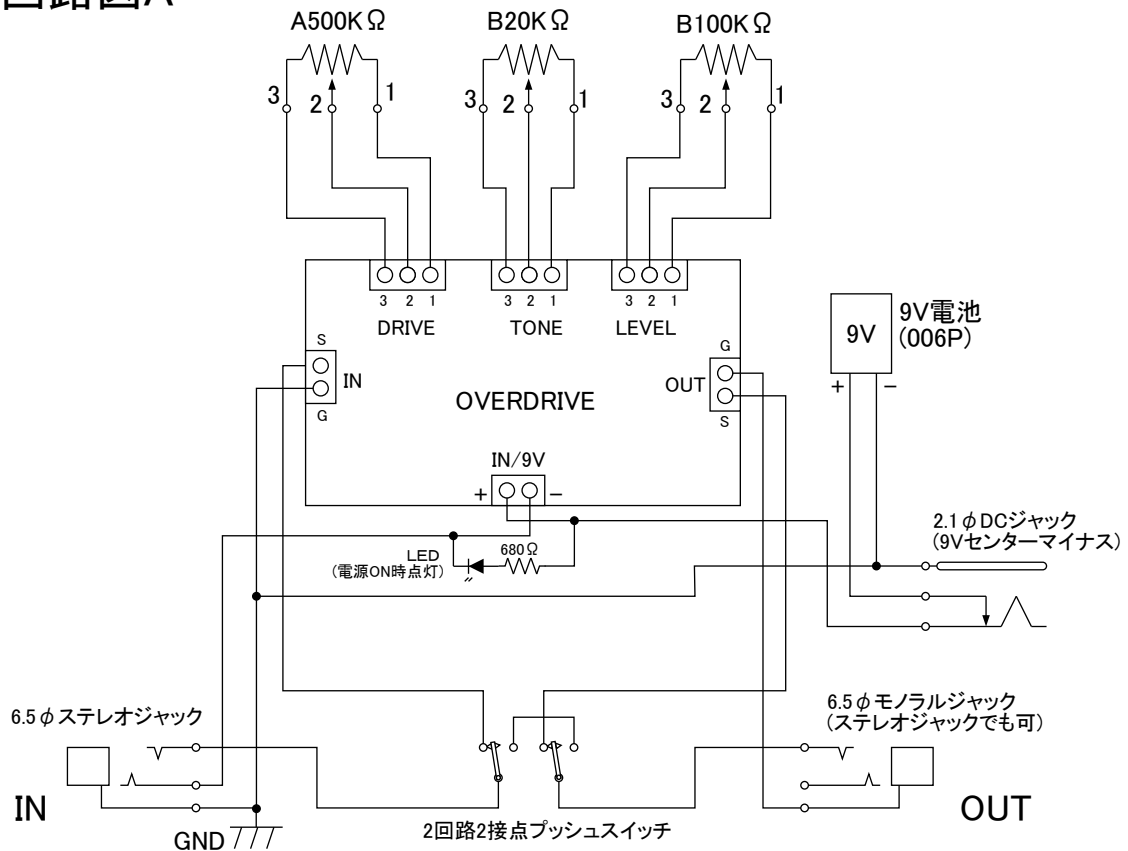 回路図A
A500KΩ
B20KΩ
B100KΩ
3 2 1
3 2 1
3 2 1
3 2 1
3 2 1
3 2 1
DRIVE
TONE
LEVEL
S
IN
G
OVERDRIVE
G
OUT
S
9V
9V電池
(006P)
+ −
IN/9V
+ −
LED
(電源ON時点灯)
680Ω
2.1φDCジャック
(9Vセンターマイナス)
6.5φステレオジャック
6.5φモノラルジャック
(ステレオジャックでも可)
IN
GND
2回路2接点プッシュスイッチ
OUT